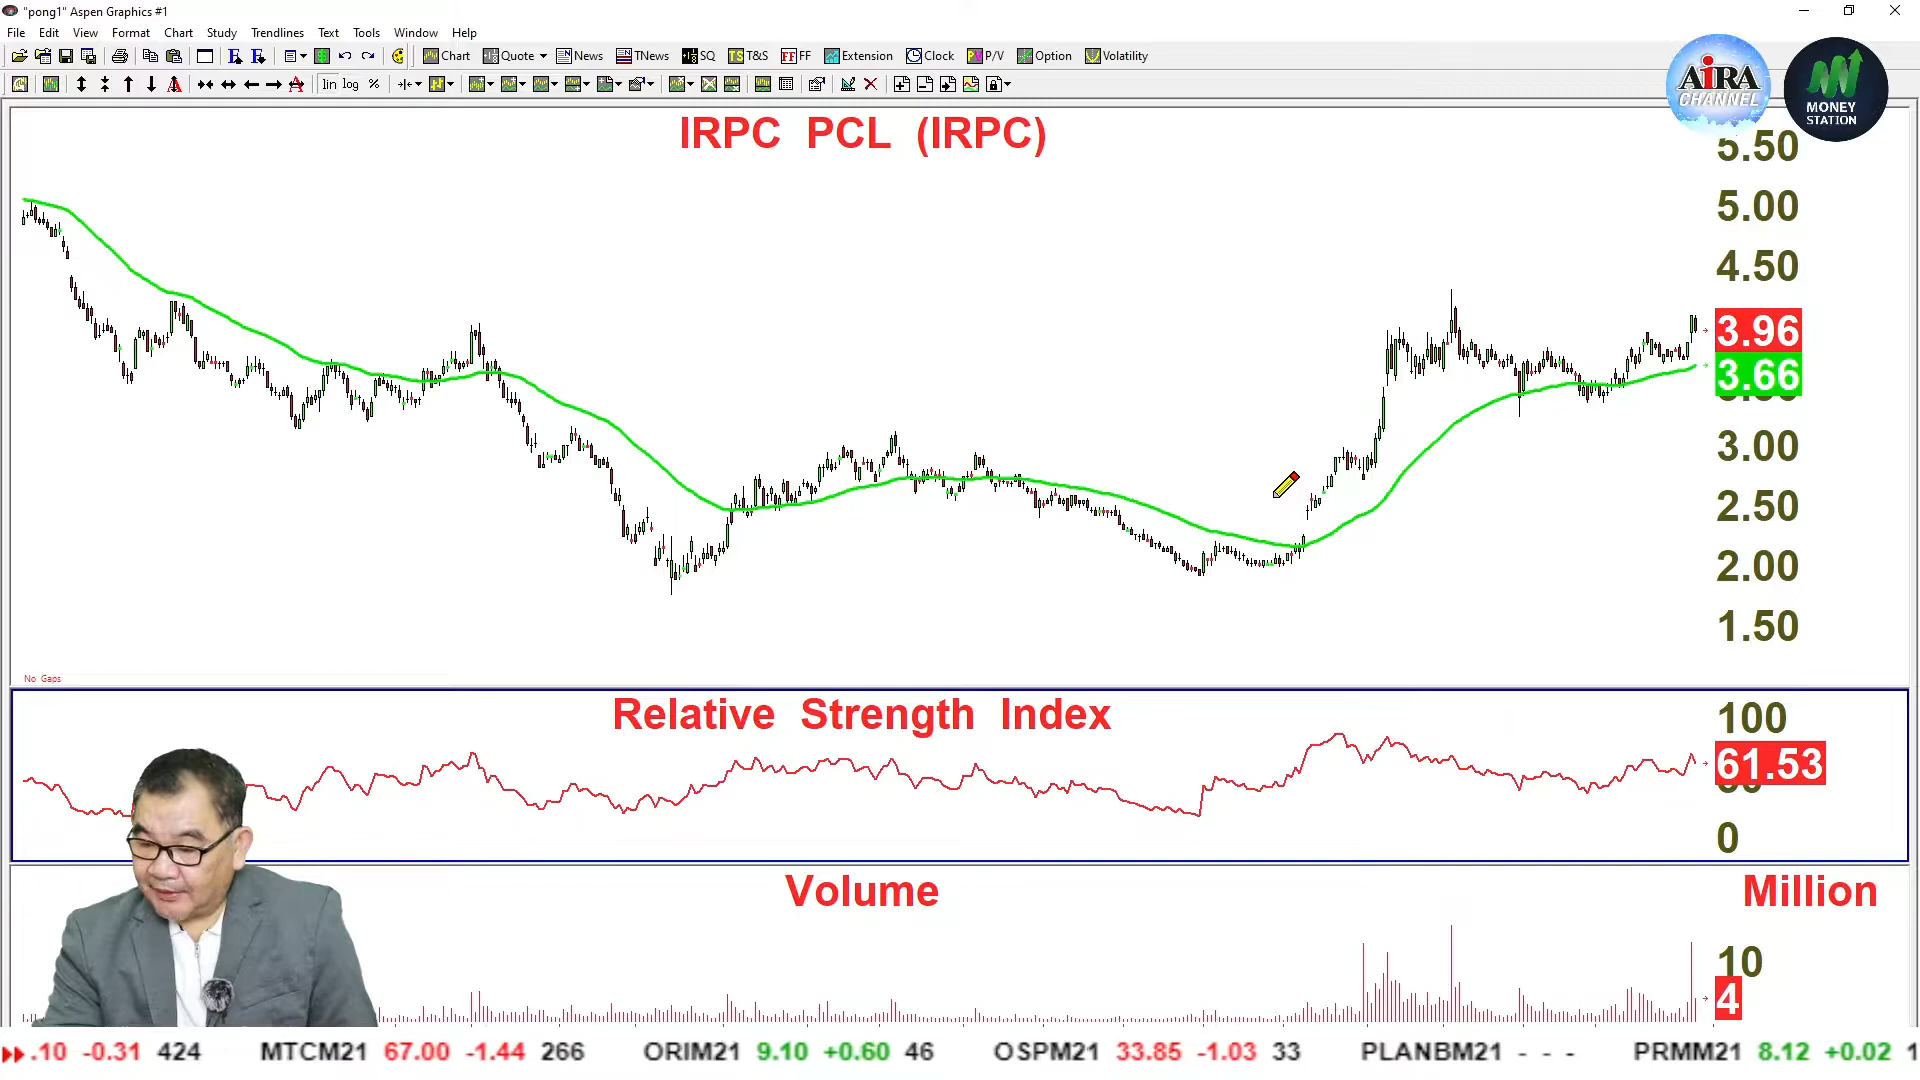 "pong1" Aspen Graphics #1
File Edit View Format Chart Study Trendlines Text Tools Window Help
Chart Quote News TNews SQ TS T&S FF FF Extension Clock P/V Option Volatility
lin log %
AiRA CHANNEL
MONEY STATION
IRPC PCL (IRPC)
5.50
5.00
4.50
3.96
3.66
3.00
2.50
2.00
1.50
No Gaps
Relative Strength Index
100
61.53
0
Volume
Million
10
4
.10 -0.31 424 MTCM21 67.00 -1.44 266 ORIM21 9.10 +0.60 46 OSPM21 33.85 -1.03 33 PLANBM21 - - - PRMM21 8.12 +0.02 1